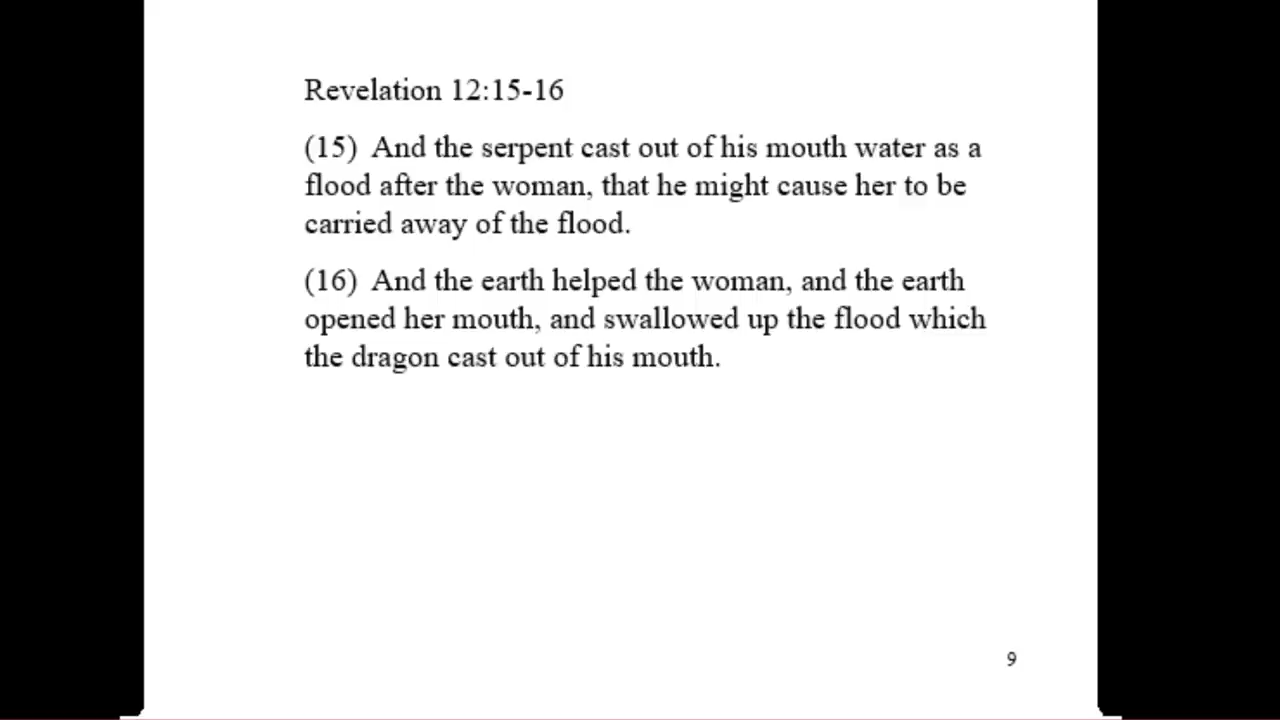 Revelation 12:15-16
(15) And the serpent cast out of his mouth water as a
flood after the woman, that he might cause her to be
carried away of the flood.
(16) And the earth helped the woman, and the earth
opened her mouth, and swallowed up the flood which
the dragon cast out of his mouth.
9